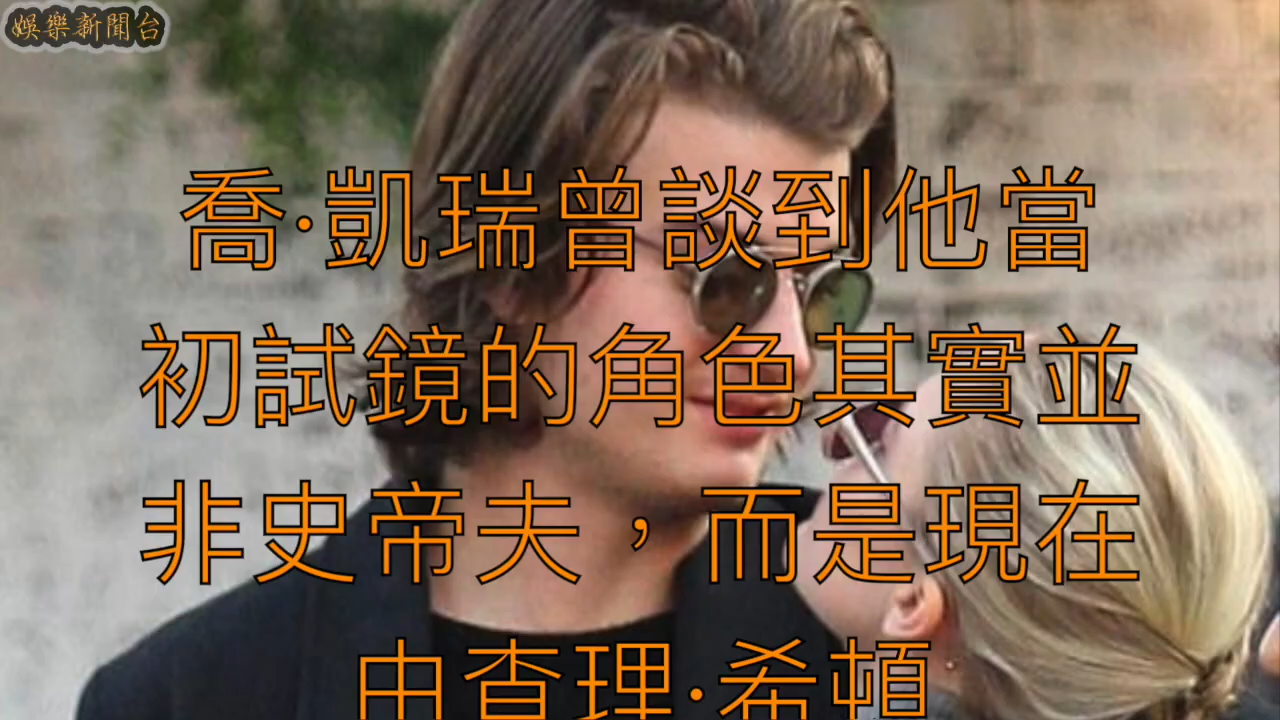 娛樂新聞台
喬·凱瑞曾談到他當
初試鏡的角色其實並
非史帝夫，而是現在
由查理·希頓